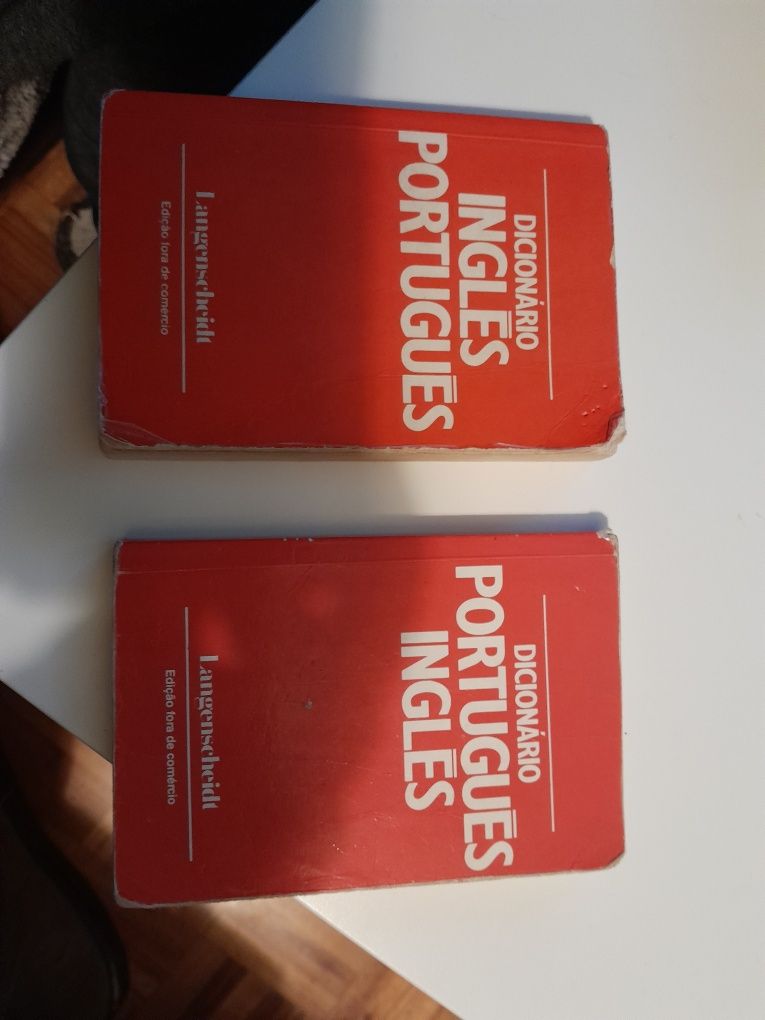 DICIONÁRIO
INGLÊS
PORTUGUÊS
Langenscheidt
Edição fora de comércio
DICIONÁRIO
PORTUGUÊS
INGLÊS
Langenscheidt
Edição fora de comércio